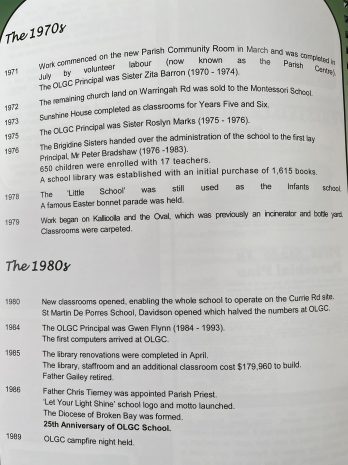 The 1970s
1971 Work commenced on the new Parish Community Room in March and was completed in
July by volunteer labour (now known as the Parish Centre).
The OLGC Principal was Sister Zita Barron (1970 - 1974).
1972 The remaining church land on Warringah Rd was sold to the Montessori School.
1973 Sunshine House completed as classrooms for Years Five and Six.
1975 The OLGC Principal was Sister Roslyn Marks (1975 - 1976).
1976 The Brigidine Sisters handed over the administration of the school to the first lay
Principal, Mr Peter Bradshaw (1976 -1983).
650 children were enrolled with 17 teachers.
A school library was established with an initial purchase of 1,615 books.
1978 The 'Little School' was still used as the Infants school.
A famous Easter bonnet parade was held.
1979 Work began on Kallioola and the Oval, which was previously an incinerator and bottle yard.
Classrooms were carpeted.
The 1980s
1980 New classrooms opened, enabling the whole school to operate on the Currie Rd site.
St Martin De Porres School, Davidson opened which halved the numbers at OLGC.
1984 The OLGC Principal was Gwen Flynn (1984 - 1993).
The first computers arrived at OLGC.
1985 The library renovations were completed in April.
The library, staffroom and an additional classroom cost $179,960 to build.
Father Gailey retired.
1986 Father Chris Tierney was appointed Parish Priest.
'Let Your Light Shine' school logo and motto launched.
The Diocese of Broken Bay was formed.
25th Anniversary of OLGC School.
1989 OLGC campfire night held.